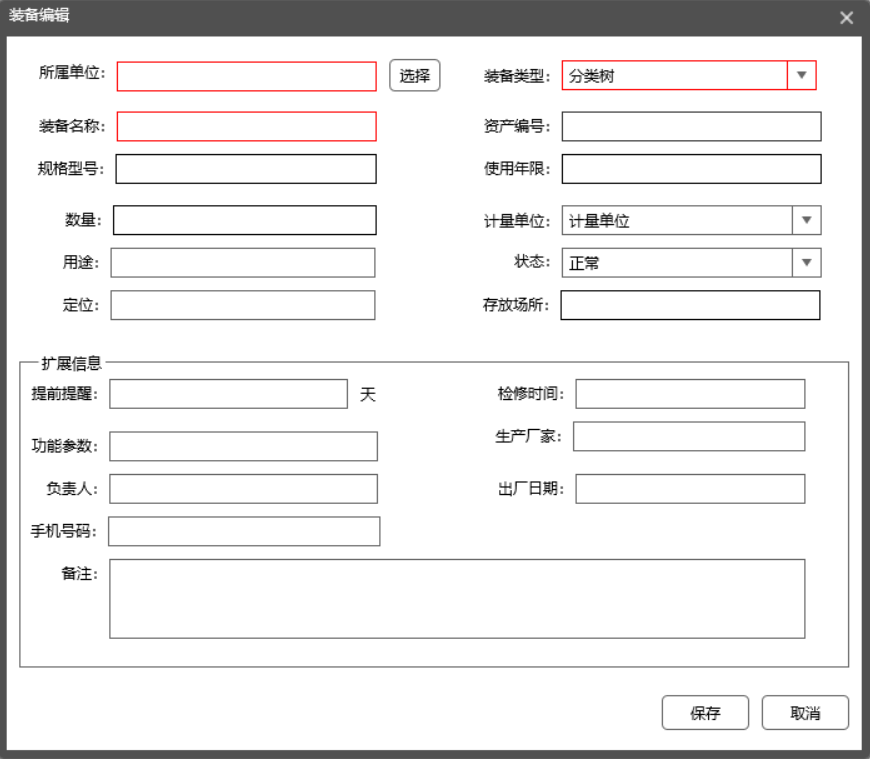 装备编辑
所属单位: 选择 装备类型: 分类树
装备名称: 资产编号:
规格型号: 使用年限:
数量: 计量单位: 计量单位
用途: 状态: 正常
定位: 存放场所:
扩展信息
提前提醒: 天 检修时间:
功能参数: 生产厂家:
负责人: 出厂日期:
手机号码:
备注:
保存 取消